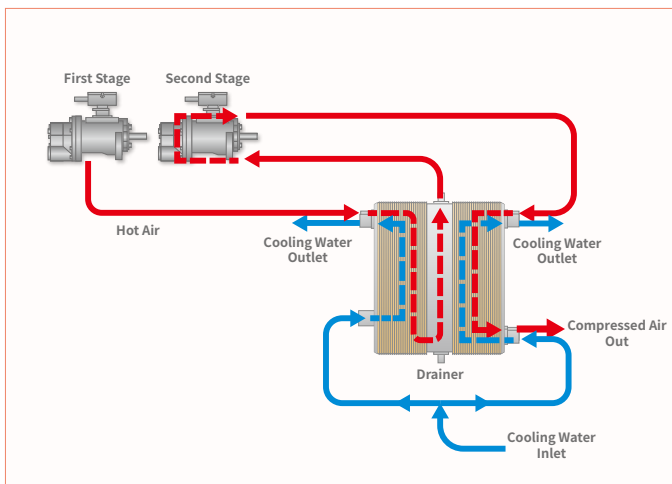 First Stage
Second Stage
Hot Air
Cooling Water
Outlet
Cooling Water
Outlet
Compressed Air
Out
Drainer
Cooling Water
Inlet